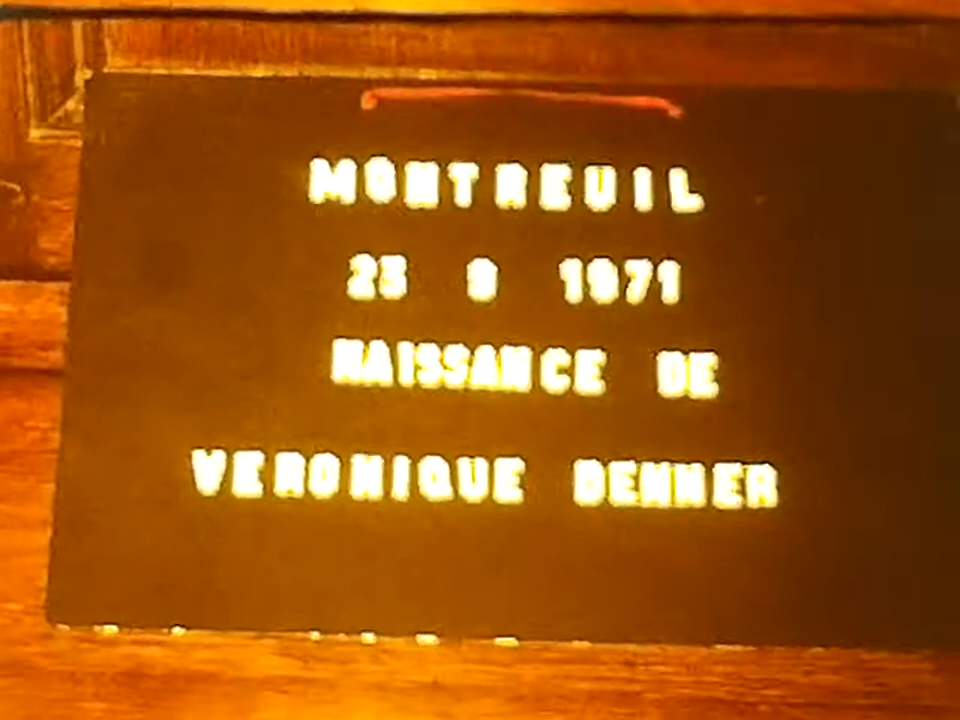 MONTREUIL
25 9 1971
NAISSANCE DE
VERONIQUE DENNER